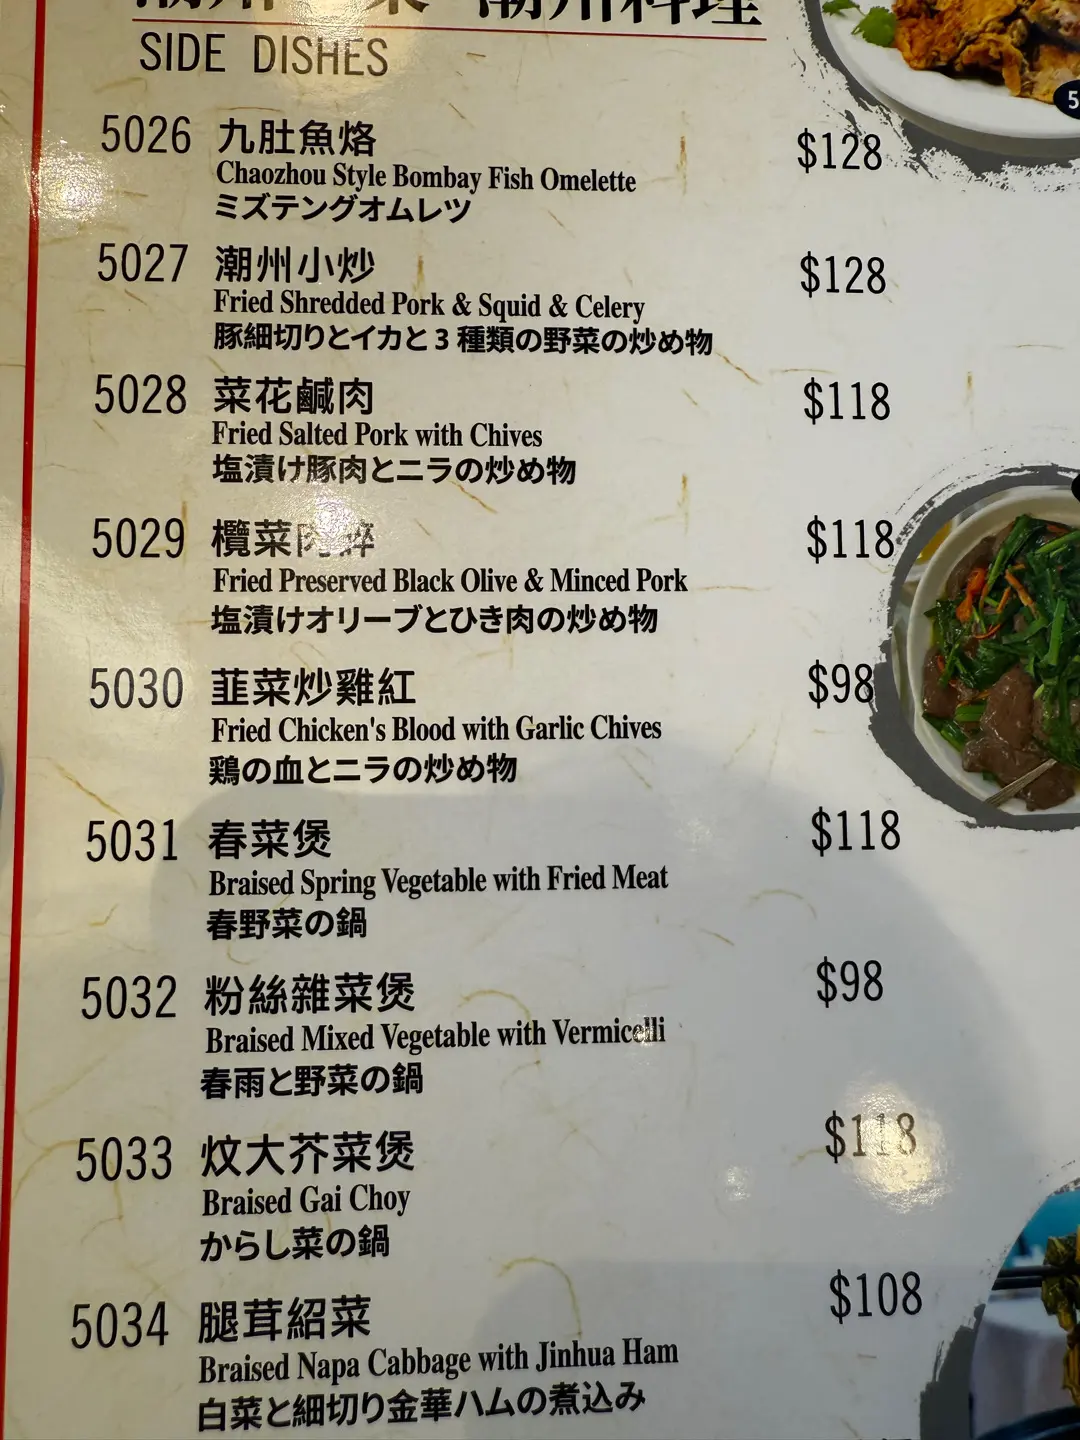 潮州料理
SIDE DISHES
5026 九肚魚烙 $128
Chaozhou Style Bombay Fish Omelette
ミズテングオムレツ
5027 潮州小炒 $128
Fried Shredded Pork & Squid & Celery
豚細切りとイカと3種類の野菜の炒め物
5028 菜花鹹肉 $118
Fried Salted Pork with Chives
塩漬け豚肉とニラの炒め物
5029 欖菜肉碎 $118
Fried Preserved Black Olive & Minced Pork
塩漬けオリーブとひき肉の炒め物
5030 韮菜炒雞紅 $98
Fried Chicken's Blood with Garlic Chives
鶏の血とニラの炒め物
5031 春菜煲 $118
Braised Spring Vegetable with Fried Meat
春野菜の鍋
5032 粉絲雜菜煲 $98
Braised Mixed Vegetable with Vermicelli
春雨と野菜の鍋
5033 炆大芥菜煲 $118
Braised Gai Choy
からし菜の鍋
5034 腿茸紹菜 $108
Braised Napa Cabbage with Jinhua Ham
白菜と細切り金華ハムの煮込み